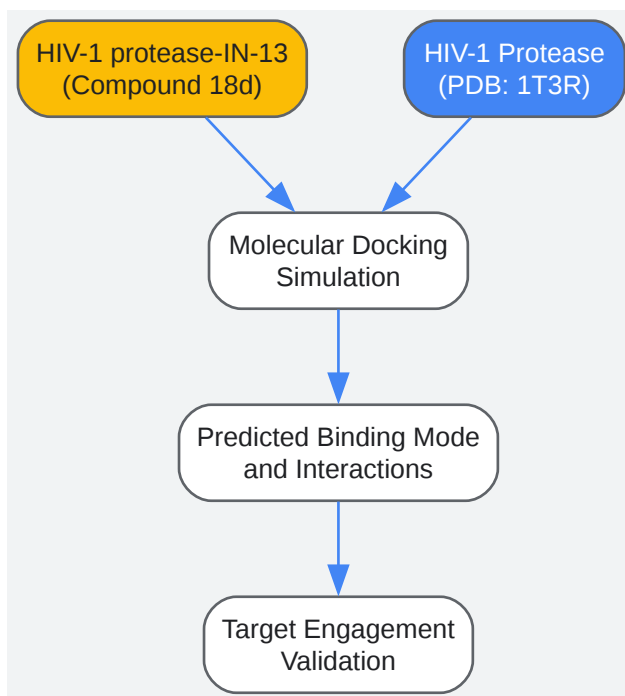 HIV-1 protease-IN-13
(Compound 18d)
HIV-1 Protease
(PDB: 1T3R)
Molecular Docking
Simulation
Predicted Binding Mode
and Interactions
Target Engagement
Validation